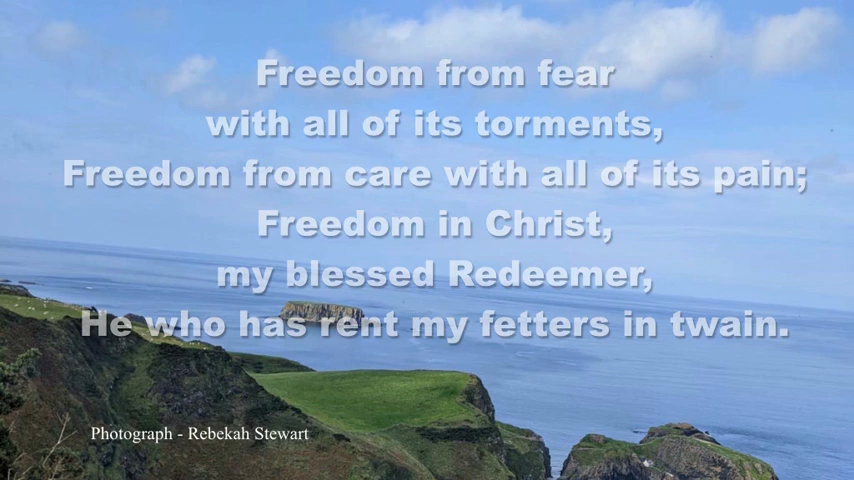 Freedom from fear
with all of its torments,
Freedom from care with all of its pain;
Freedom in Christ,
my blessed Redeemer,
He who has rent my fetters in twain.
Photograph - Rebekah Stewart